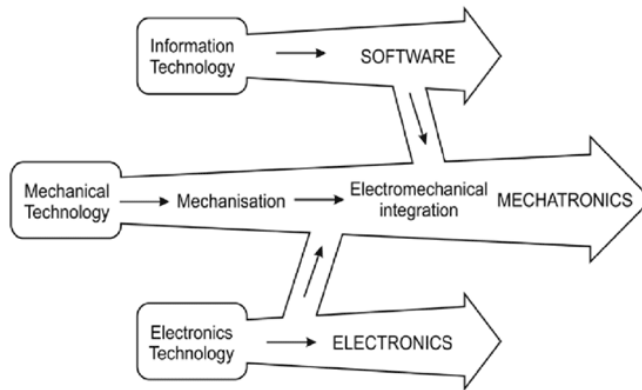 Information
Technology
SOFTWARE
Mechanical
Technology
Mechanisation
Electromechanical
integration
MECHATRONICS
Electronics
Technology
ELECTRONICS